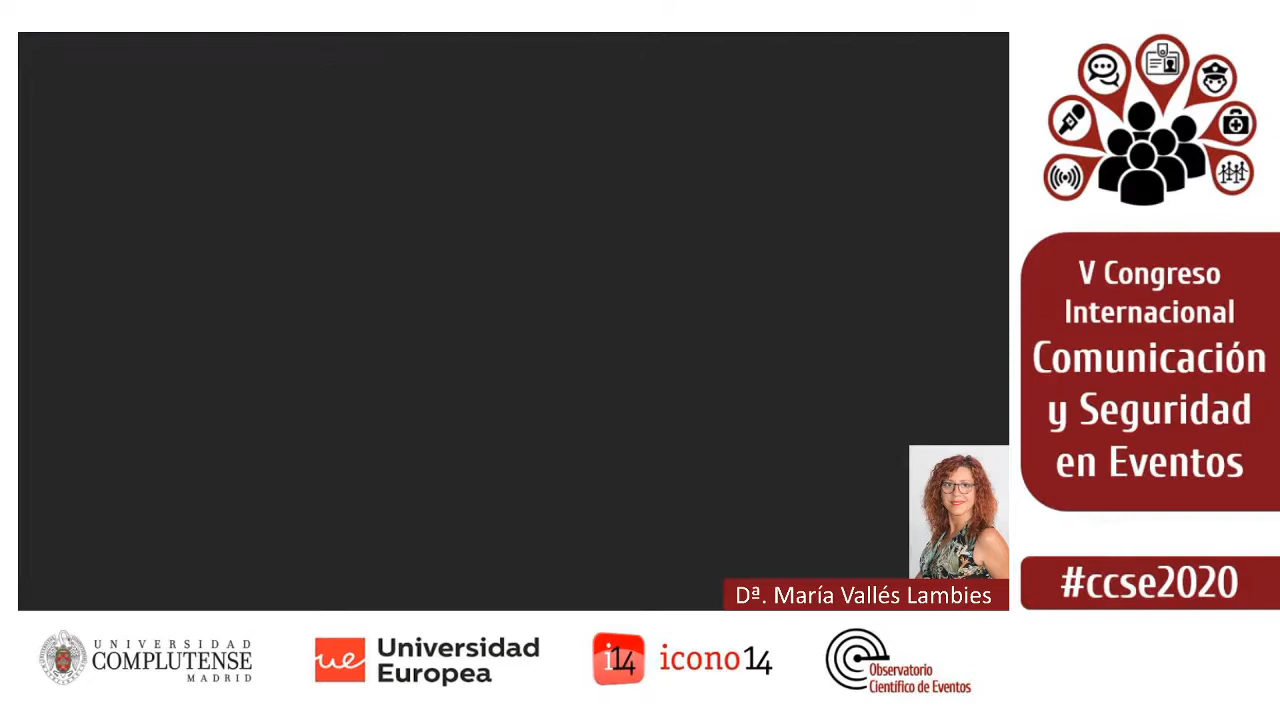 V Congreso
Internacional
Comunicación
y Seguridad
en Eventos
#ccse2020
Dª. María Vallés Lambies
UNIVERSIDAD
COMPLUTENSE
MADRID
ue Universidad
Europea
i14 icono14
Observatorio
Científico de Eventos